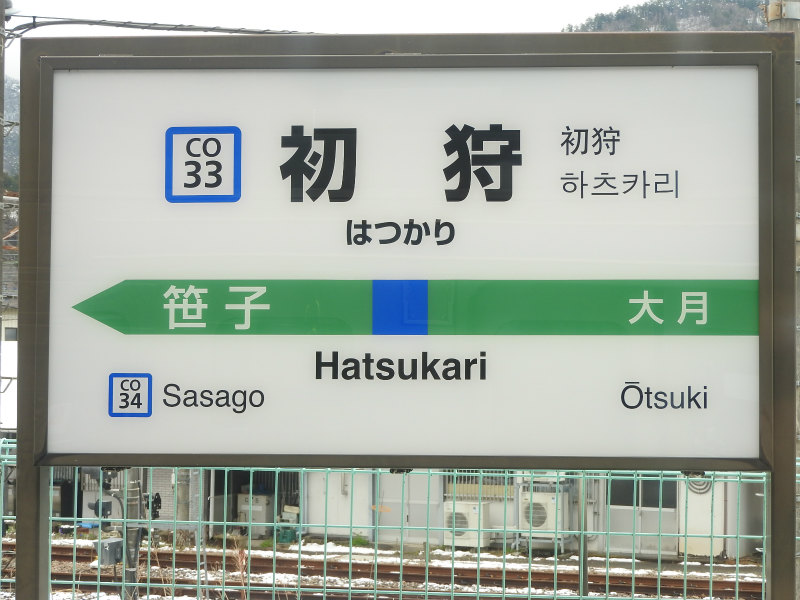 CO
33
初狩
初狩
하츠카리
はつかり
笹子
大月
Hatsukari
CO
34
Sasago
Ōtsuki